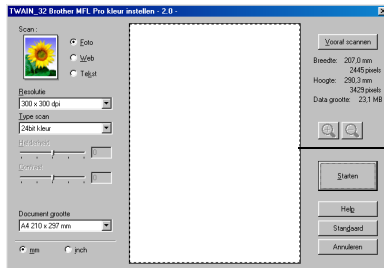 TWAIN_32 Brother MFL Pro kleur instellen - 2.0 -
Scan:
Foto
Web
Tekst
Resolutie
300 x 300 dpi
Type scan
24bit kleur
Helderheid
0
Contrast
0
Document grootte
A4 210 x 297 mm
mm
inch
Vooraf scannen
Breedte: 207,0 mm
2445 pixels
Hoogte: 290,3 mm
3429 pixels
Data grootte: 23,1 MB
Starten
Help
Standaard
Annuleren